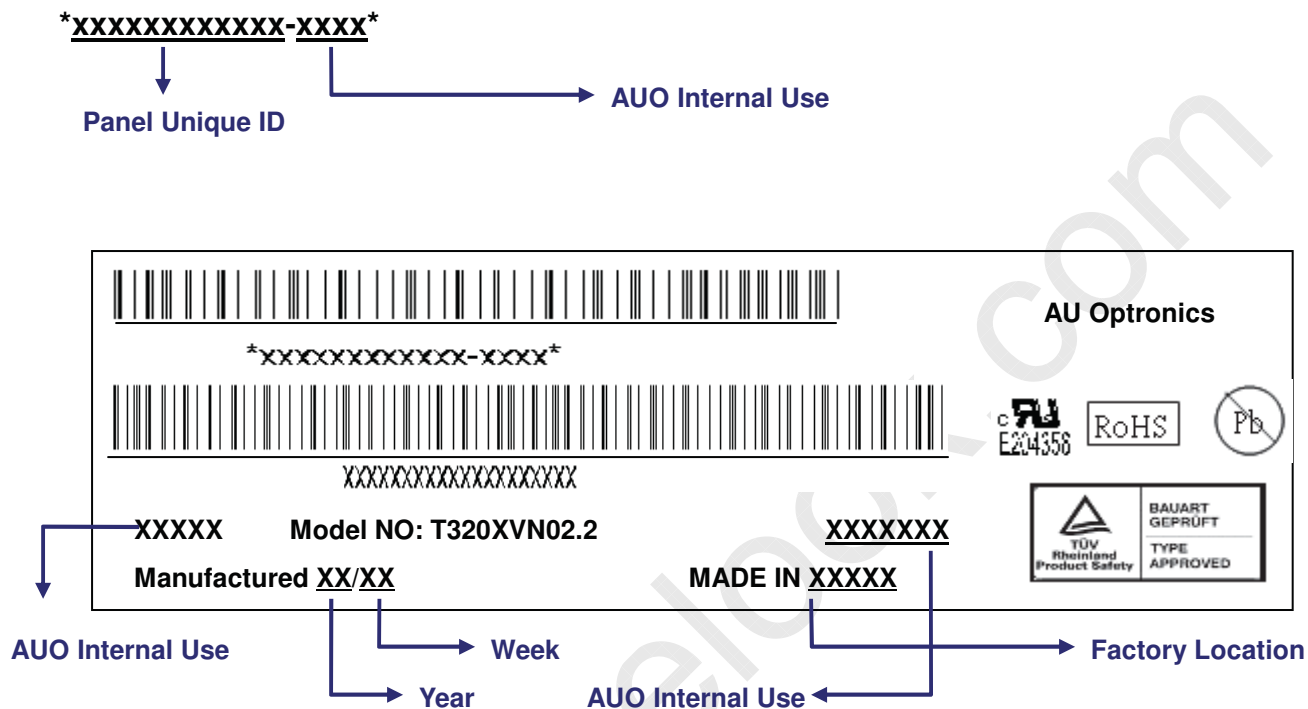 *xxxxxxxxxxxx-xxxx*
AUO Internal Use
Panel Unique ID
AU Optronics
*xxxxxxxxxxxx-xxxx*
c
E204356
RoHS
Pb
XXXXXXXXXXXXXXXXXXXX
XXXXX Model NO: T320XVN02.2 XXXXXXX
Manufactured XX/XX MADE IN XXXXX
TÜV
Rheinland
Product Safety
BAUART
GEPRÜFT
TYPE
APPROVED
AUO Internal Use
Week
Factory Location
Year
AUO Internal Use